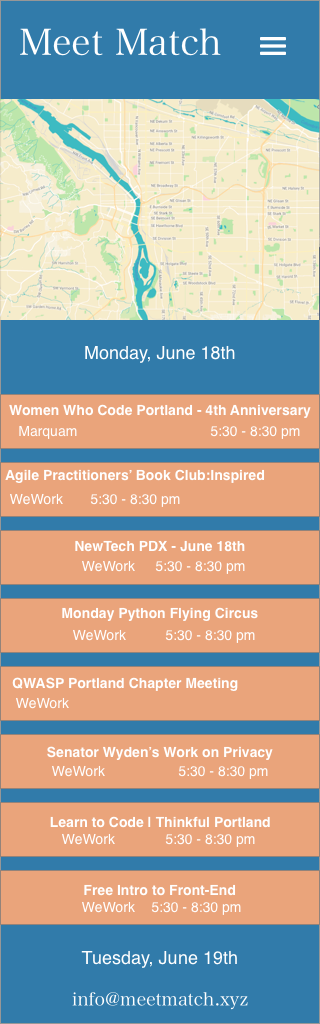 Meet Match
Monday, June 18th
Women Who Code Portland - 4th Anniversary
Marquam 5:30 - 8:30 pm
Agile Practitioners’ Book Club:Inspired
WeWork 5:30 - 8:30 pm
NewTech PDX - June 18th
WeWork 5:30 - 8:30 pm
Monday Python Flying Circus
WeWork 5:30 - 8:30 pm
QWASP Portland Chapter Meeting
WeWork
Senator Wyden’s Work on Privacy
WeWork 5:30 - 8:30 pm
Learn to Code | Thinkful Portland
WeWork 5:30 - 8:30 pm
Free Intro to Front-End
WeWork 5:30 - 8:30 pm
Tuesday, June 19th
info@meetmatch.xyz